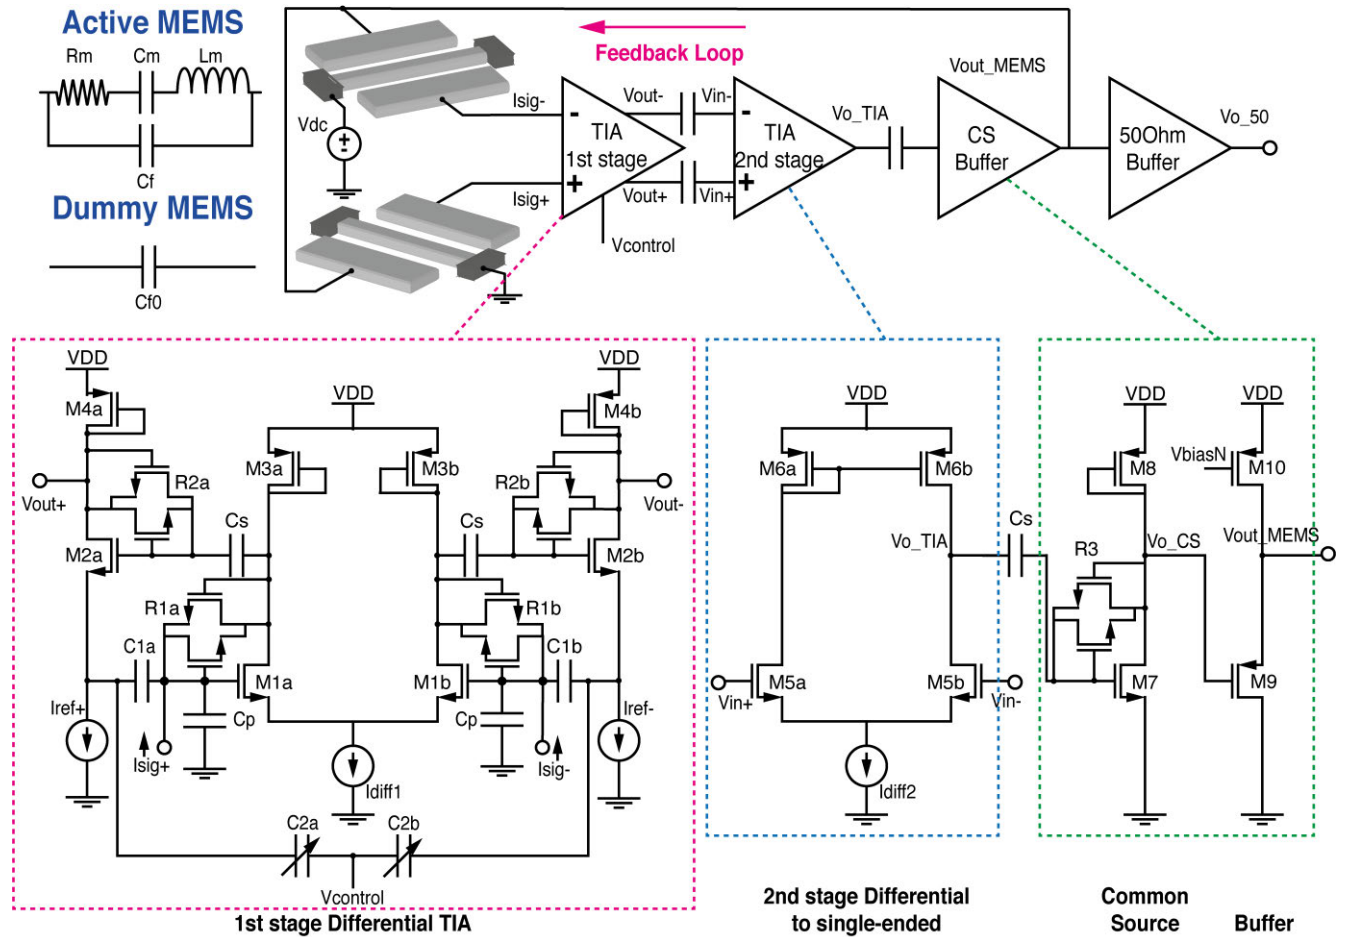 Active MEMS
Rm
Cm
Lm
Cf
Dummy MEMS
Cf0
Vdc
Feedback Loop
Isig-
Isig+
-
TIA
1st stage
+
Vcontrol
Vout-
Vin-
Vout+
Vin+
-
TIA
2nd stage
+
Vo_TIA
Vout_MEMS
CS
Buffer
50Ohm
Buffer
Vo_50
VDD
M4a
Vout+
R2a
M2a
Cs
M3a
VDD
M3b
R1a
C1a
M1a
Iref+
Isig+
Cp
Idiff1
VDD
M4b
R2b
Vout-
M2b
Cs
R1b
C1b
M1b
Cp
Isig-
Iref-
C2a
C2b
Vcontrol
1st stage Differential TIA
VDD
M6a
M6b
Vo_TIA
M5a
M5b
Vin+
Vin-
Idiff2
2nd stage Differential
to single-ended
Cs
VDD
M8
R3
Vo_CS
M7
VDD
VbiasN
M10
Vout_MEMS
M9
Common
Source
Buffer